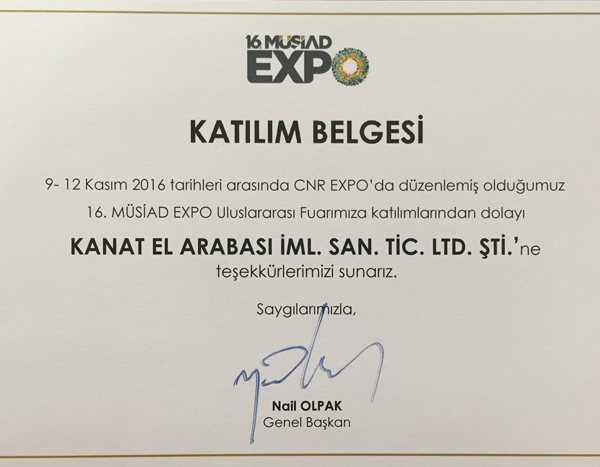 16 MÜSİAD
EXPO
KATILIM BELGESİ
9- 12 Kasım 2016 tarihleri arasında CNR EXPO'da düzenlemiş olduğumuz
16. MÜSİAD EXPO Uluslararası Fuarımıza katılımlarından dolayı
KANAT EL ARABASI İML. SAN. TİC. LTD. ŞTİ.'ne
teşekkürlerimizi sunarız.
Saygılarımızla,
Nail OLPAK
Genel Başkan